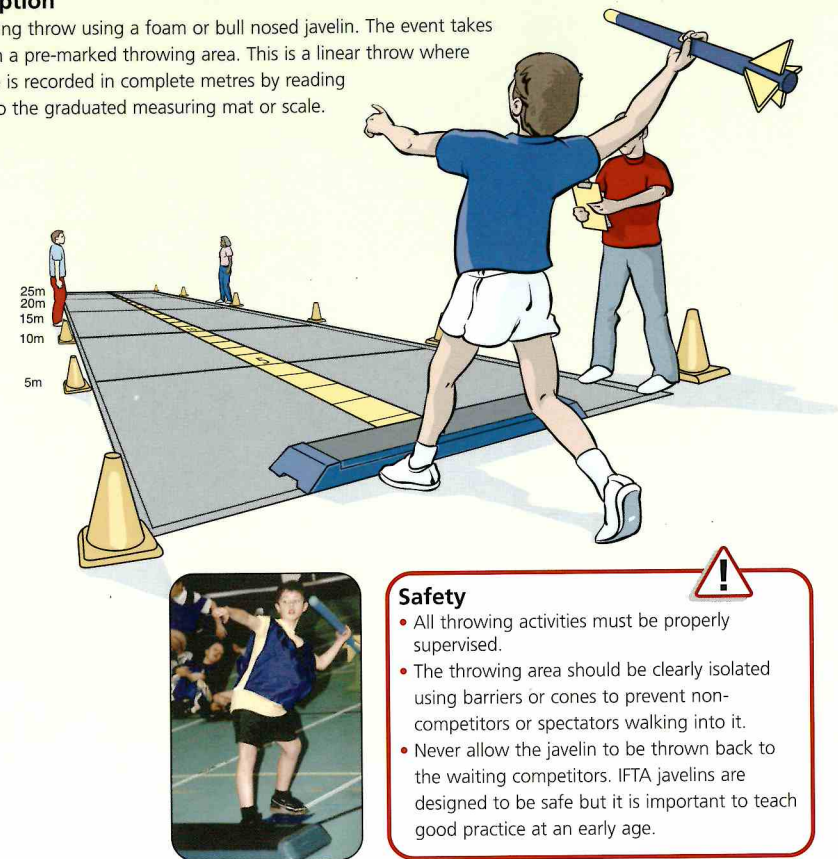 ption
ing throw using a foam or bull nosed javelin. The event takes
n a pre-marked throwing area. This is a linear throw where
is recorded in complete metres by reading
o the graduated measuring mat or scale.
25m
20m
15m
10m
5m
!
Safety
• All throwing activities must be properly
supervised.
• The throwing area should be clearly isolated
using barriers or cones to prevent non-
competitors or spectators walking into it.
• Never allow the javelin to be thrown back to
the waiting competitors. IFTA javelins are
designed to be safe but it is important to teach
good practice at an early age.